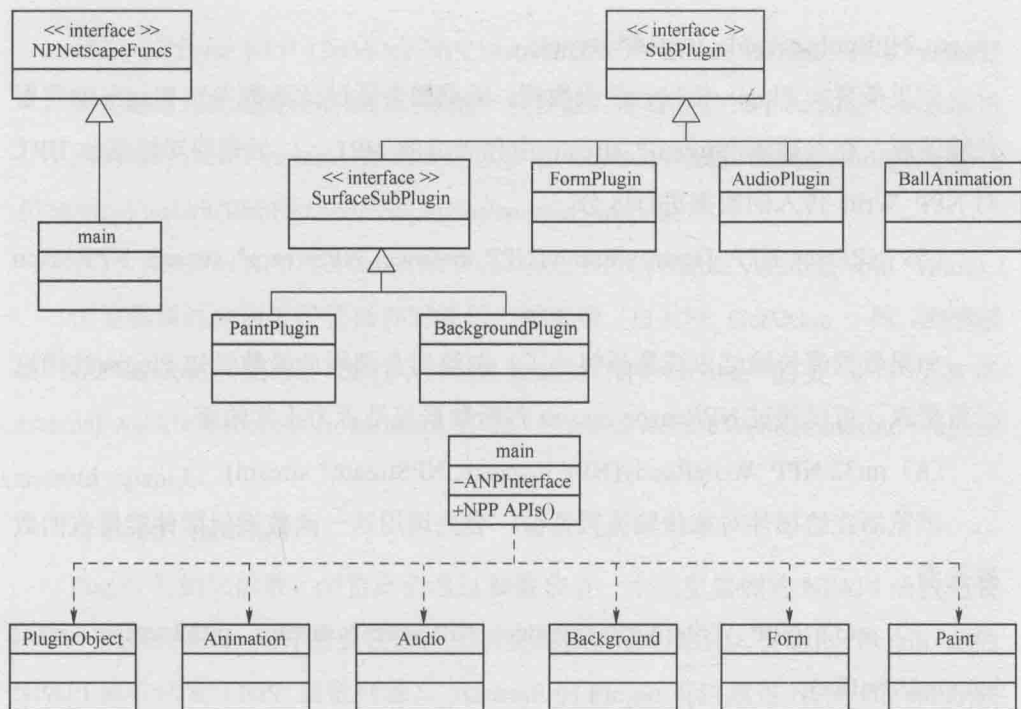 << interface >>
NPNetscapeFuncs
<< interface >>
SubPlugin
<< interface >>
SurfaceSubPlugin
FormPlugin
AudioPlugin
BallAnimation
main
PaintPlugin
BackgroundPlugin
main
-ANPInterface
+NPP APIs()
PluginObject
Animation
Audio
Background
Form
Paint